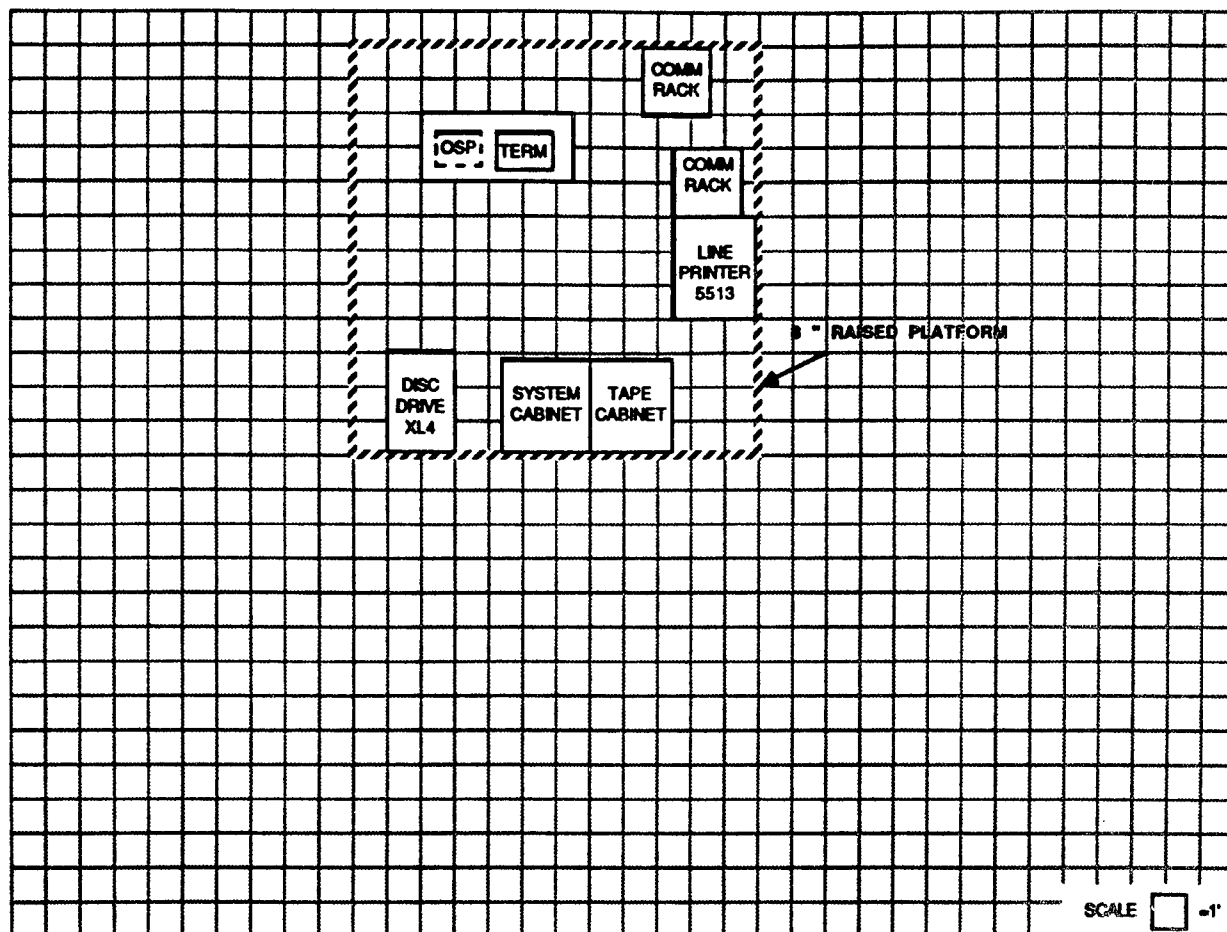 COMM
RACK
OSP
TERM
COMM
RACK
LINE
PRINTER
5513
" RAISED PLATFORM
DISC
DRIVE
XL4
SYSTEM
CABINET
TAPE
CABINET
SCALE =1'